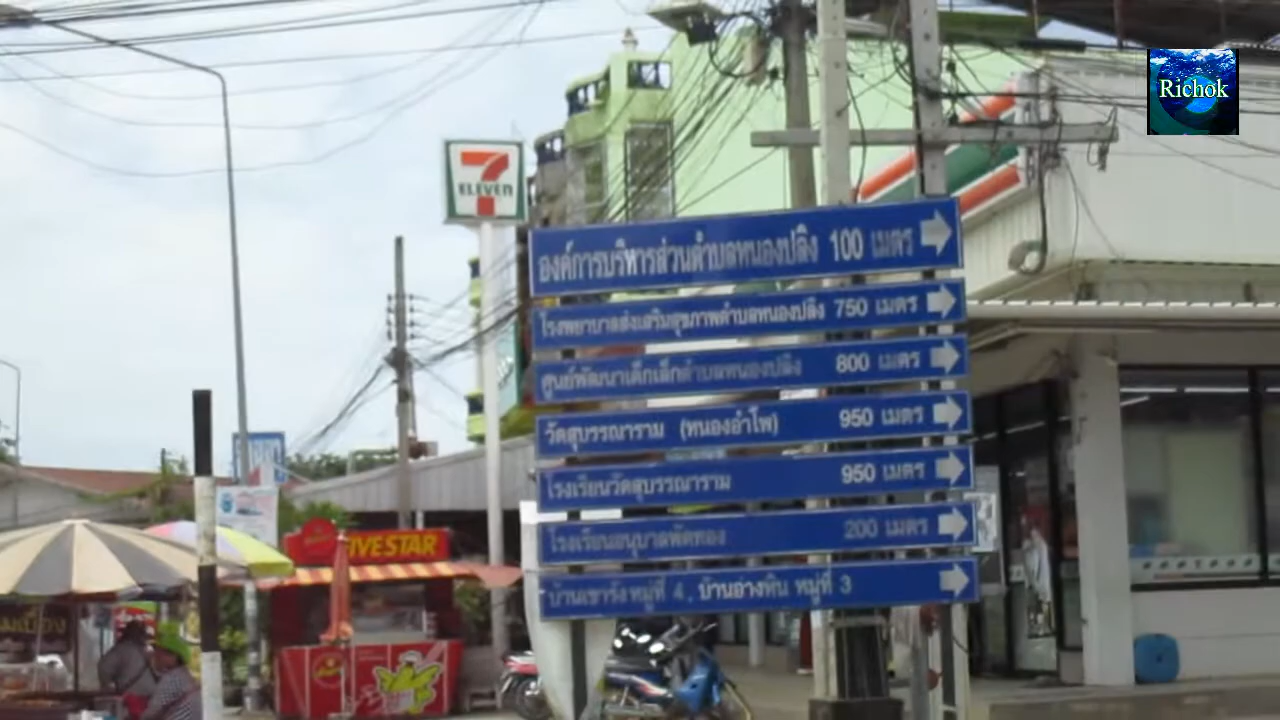 Richok
7
ELEVEN
องค์การบริหารส่วนตำบลหนองปลิง 100 เมตร
โรงพยาบาลส่งเสริมสุขภาพตำบลหนองปลิง 750 เมตร
ศูนย์พัฒนาเด็กเล็กตำบลหนองปลิง 800 เมตร
วัดสุบรรณาราม (หนองอำโพ) 950 เมตร
โรงเรียนวัดสุบรรณาราม 950 เมตร
โรงเรียนอนุบาลพัดทอง 200 เมตร
บ้านเขารัง หมู่ที่ 4 , บ้านอ่างหิน หมู่ที่ 3
FIVE STAR